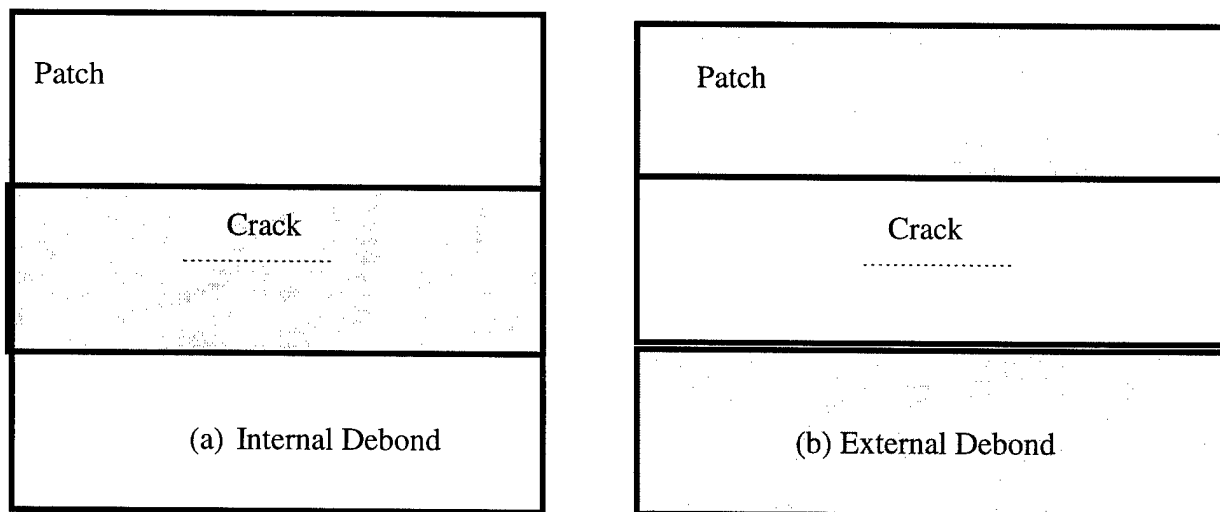 Patch
Crack
(a) Internal Debond
Patch
Crack
(b) External Debond